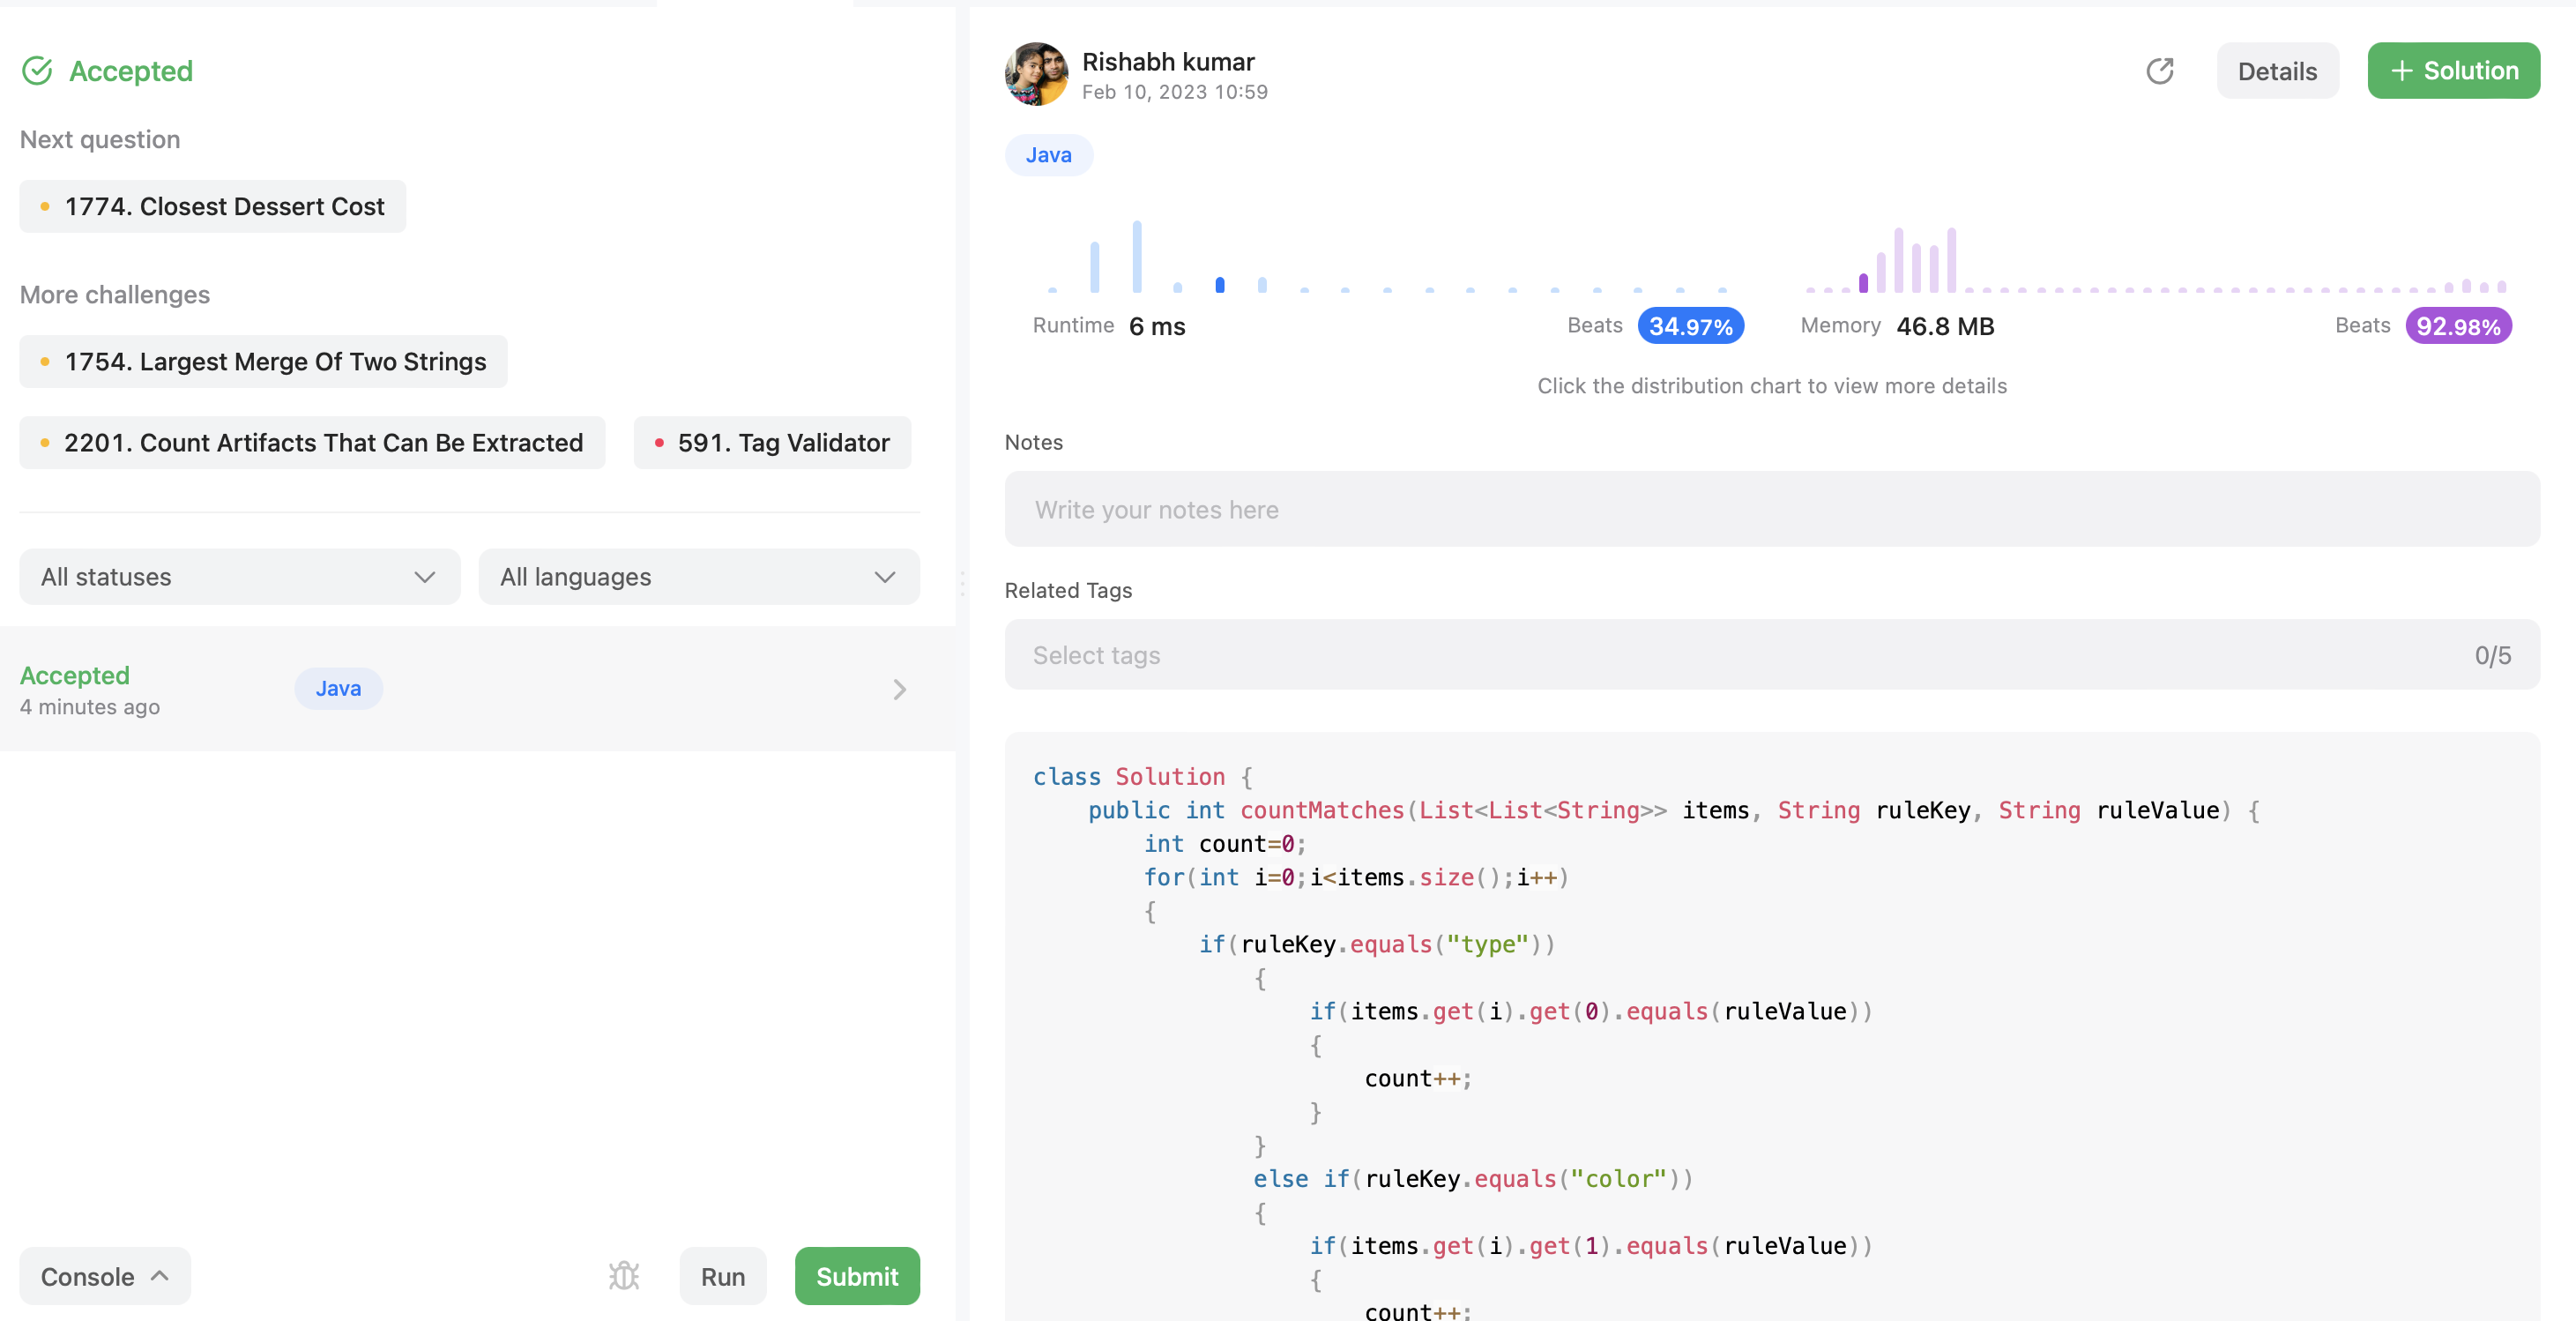 Accepted
Next question
1774. Closest Dessert Cost
More challenges
1754. Largest Merge Of Two Strings
2201. Count Artifacts That Can Be Extracted
591. Tag Validator
All statuses
All languages
Accepted
4 minutes ago
Java
Console
Run
Submit
Rishabh kumar
Feb 10, 2023 10:59
Details
+ Solution
Java
Runtime 6 ms
Beats 34.97%
Memory 46.8 MB
Beats 92.98%
Click the distribution chart to view more details
Notes
Write your notes here
Related Tags
Select tags
0/5
class Solution {
    public int countMatches(List<List<String>> items, String ruleKey, String ruleValue) {
        int count=0;
        for(int i=0;i<items.size();i++)
        {
            if(ruleKey.equals("type"))
                {
                    if(items.get(i).get(0).equals(ruleValue))
                    {
                        count++;
                    }
                }
                else if(ruleKey.equals("color"))
                {
                    if(items.get(i).get(1).equals(ruleValue))
                    {
                        count++;